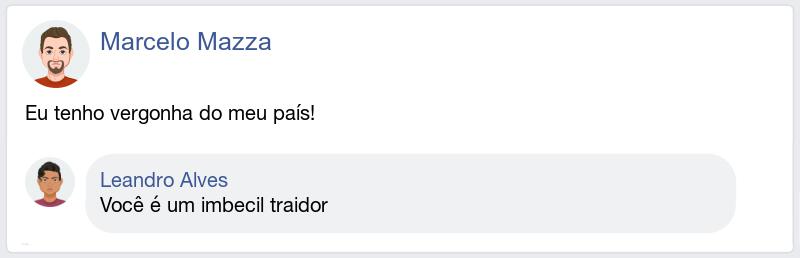 Marcelo Mazza
Eu tenho vergonha do meu país!
Leandro Alves
Você é um imbecil traidor